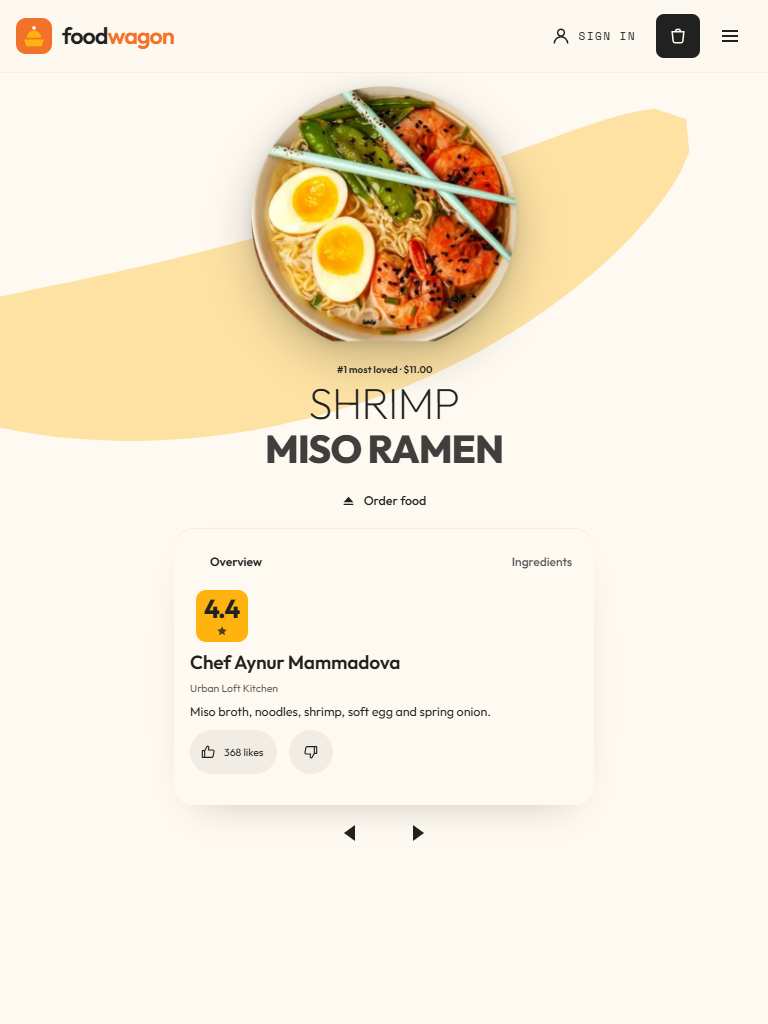 foodwagon
SIGN IN
#1 most loved · $11.00
SHRIMP
MISO RAMEN
Order food
Overview
Ingredients
4.4
Chef Aynur Mammadova
Urban Loft Kitchen
Miso broth, noodles, shrimp, soft egg and spring onion.
368 likes